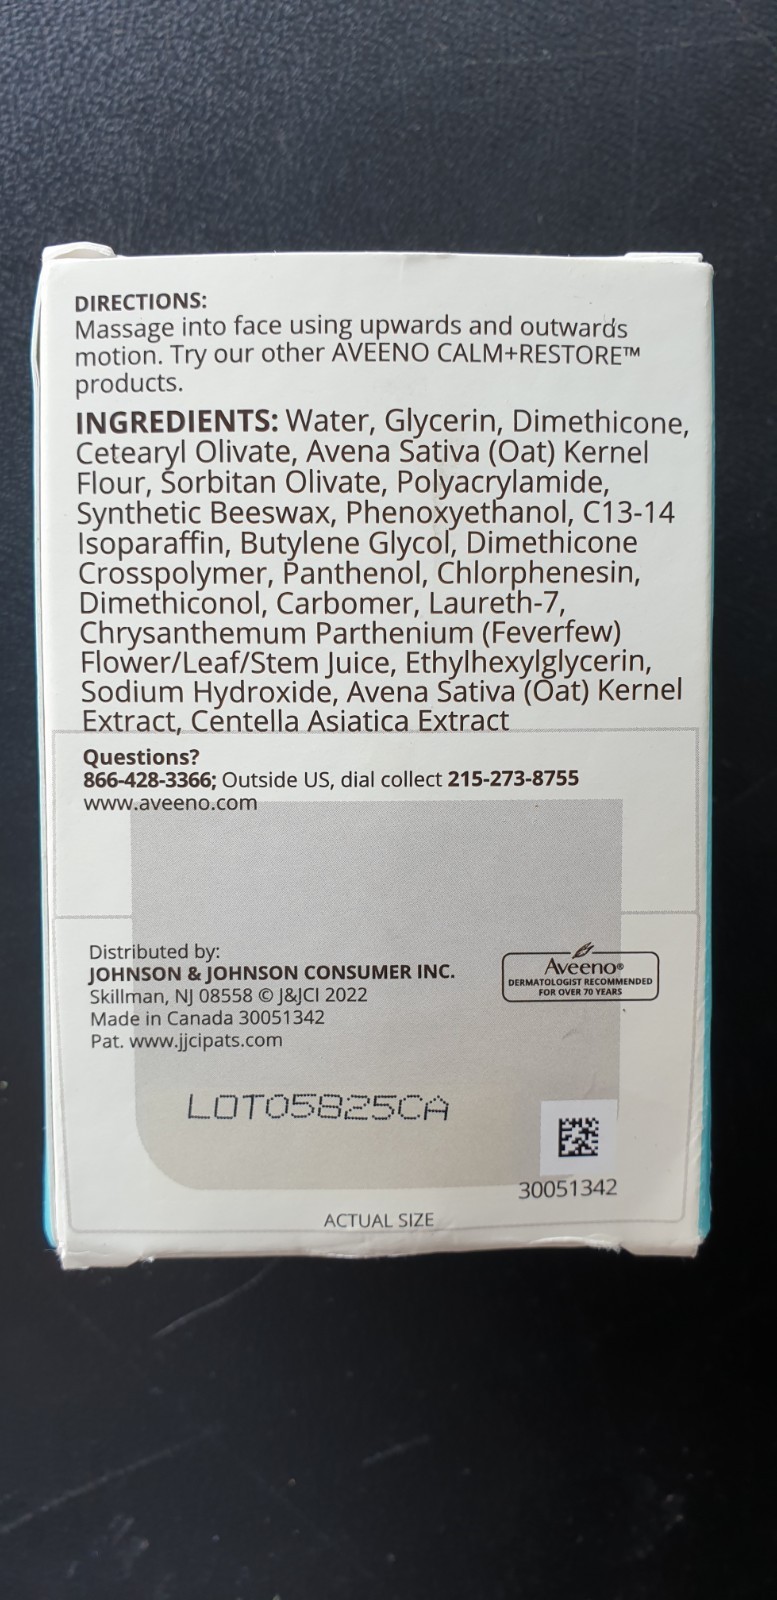 DIRECTIONS:
Massage into face using upwards and outwards
motion. Try our other AVEENO CALM+RESTORE™
products.
INGREDIENTS: Water, Glycerin, Dimethicone,
Cetearyl Olivate, Avena Sativa (Oat) Kernel
Flour, Sorbitan Olivate, Polyacrylamide,
Synthetic Beeswax, Phenoxyethanol, C13-14
Isoparaffin, Butylene Glycol, Dimethicone
Crosspolymer, Panthenol, Chlorphenesin,
Dimethiconol, Carbomer, Laureth-7,
Chrysanthemum Parthenium (Feverfew)
Flower/Leaf/Stem Juice, Ethylhexylglycerin,
Sodium Hydroxide, Avena Sativa (Oat) Kernel
Extract, Centella Asiatica Extract
Questions?
866-428-3366; Outside US, dial collect 215-273-8755
www.aveeno.com
Distributed by:
JOHNSON & JOHNSON CONSUMER INC.
Skillman, NJ 08558 © J&JCI 2022
Made in Canada 30051342
Pat. www.jjcipats.com
Aveeno®
DERMATOLOGIST RECOMMENDED
FOR OVER 70 YEARS
LOT05825CA
30051342
ACTUAL SIZE